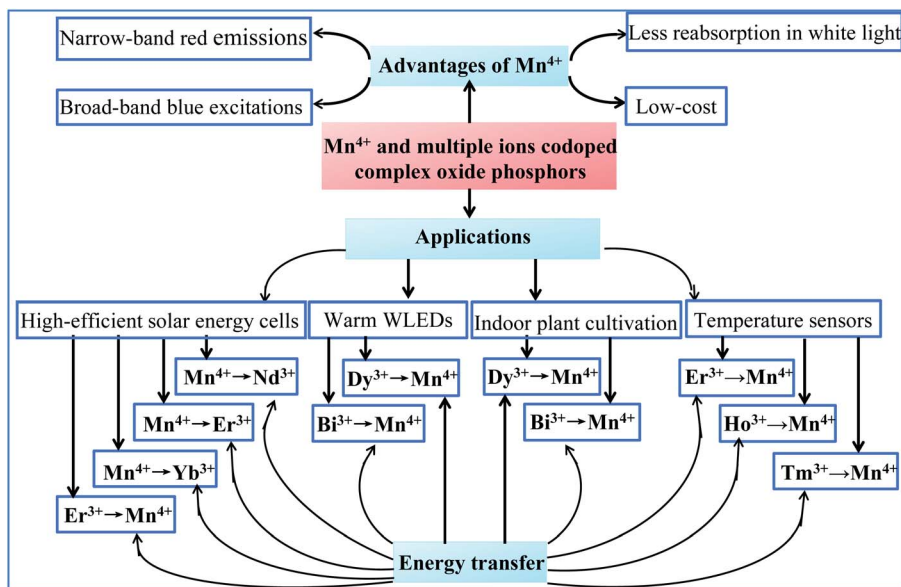 Narrow-band red emissions
Less reabsorption in white light
Advantages of Mn⁴⁺
Broad-band blue excitations
Low-cost
Mn⁴⁺ and multiple ions codoped
complex oxide phosphors
Applications
High-efficient solar energy cells
Warm WLEDs
Indoor plant cultivation
Temperature sensors
Mn⁴⁺→Nd³⁺
Dy³⁺→Mn⁴⁺
Dy³⁺→Mn⁴⁺
Er³⁺→Mn⁴⁺
Mn⁴⁺→Er³⁺
Bi³⁺→Mn⁴⁺
Bi³⁺→Mn⁴⁺
Ho³⁺→Mn⁴⁺
Mn⁴⁺→Yb³⁺
Tm³⁺→Mn⁴⁺
Er³⁺→Mn⁴⁺
Energy transfer